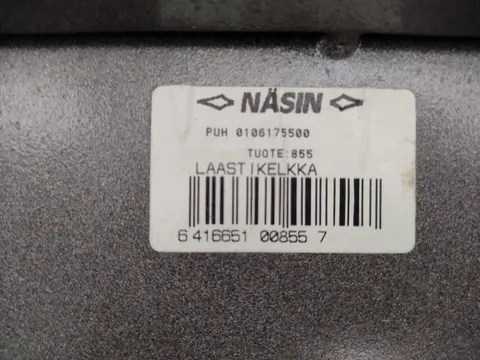 NÄSIN
PUH 0106175500
TUOTE:855
LAASTIKELKKA
6 416651 00855 7